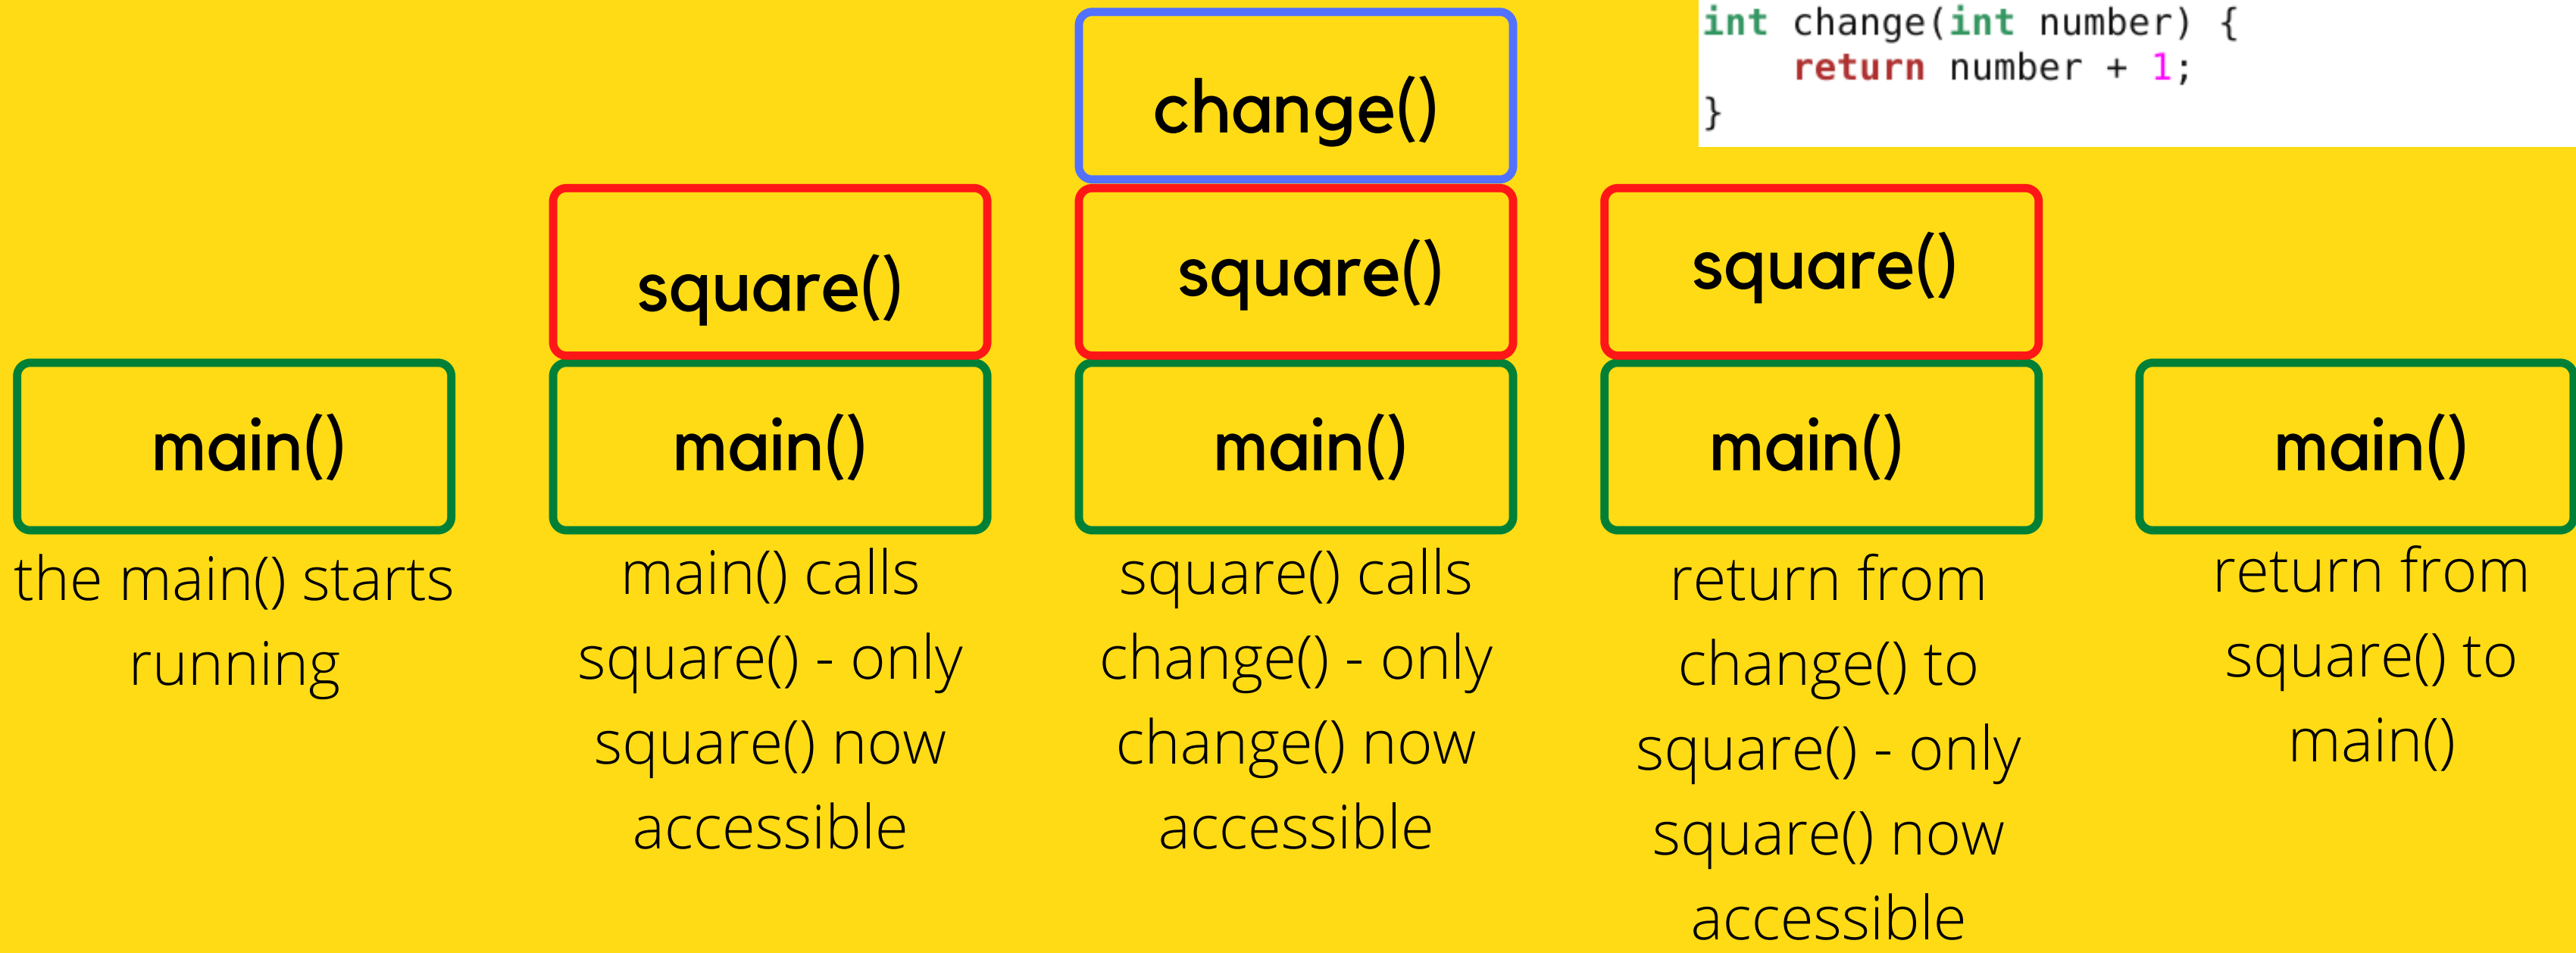 int change(int number) {
return number + 1;
}
change()
square()
square()
square()
main()
main()
main()
main()
main()
the main() starts
running
main() calls
square() - only
square() now
accessible
square() calls
change() - only
change() now
accessible
return from
change() to
square() - only
square() now
accessible
return from
square() to
main()